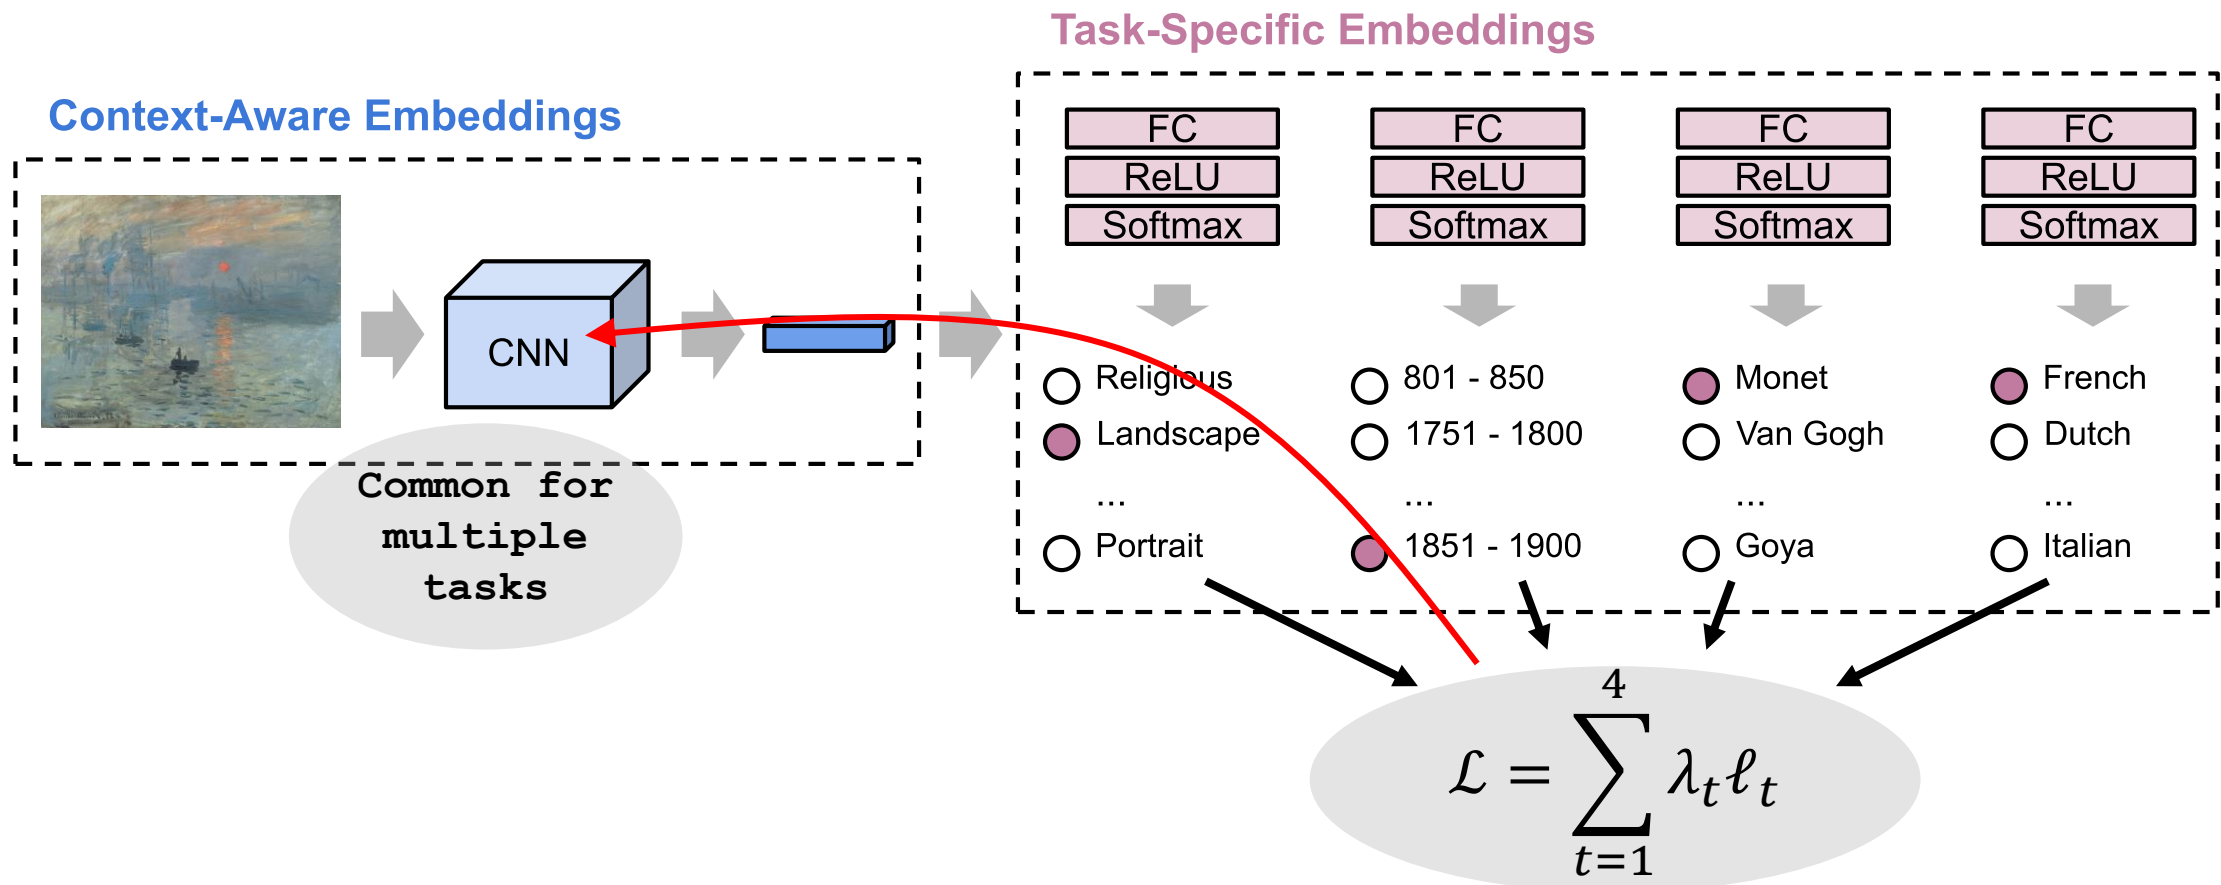 Task-Specific Embeddings
Context-Aware Embeddings
CNN
Common for
multiple
tasks
FC
ReLU
Softmax
FC
ReLU
Softmax
FC
ReLU
Softmax
FC
ReLU
Softmax
Religious
Landscape
...
Portrait
801 - 850
1751 - 1800
...
1851 - 1900
Monet
Van Gogh
...
Goya
French
Dutch
...
Italian
ℒ = ∑_{t=1}^{4} λ_t ℓ_t